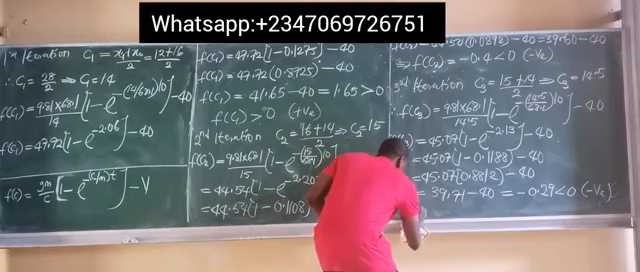 Whatsapp:+2347069726751
Iteration C₁ = x₁+x₀/2 = 12+16/2
∴ C₁ = 28/2 ⇒ C₁ = 14
f(C₁) = 9.81×68.1/14 [1 - e^-(14/68.1)10] - 40
f(C₁) = 47.72[1 - e^-2.06] - 40
f(c) = gm/c [1 - e^-(c/m)t] - V
f(C₁) = 47.72(1 - 0.1275) - 40
f(C₁) = 47.72(0.8725) - 40
f(C₁) = 41.65 - 40 = 1.65 > 0
f(C₁) > 0 (+ve)
2nd Iteration C₂ = 16+14/2 ⇒ C₂ = 15
f(C₂) = 9.81×68.1/15 [1 - e^-(15/68.1)10]
= 44.54[1 - e^-2.20
= 44.54(1 - 0.1108)
(0.8892) - 40 = 39.60 - 40
⇒ f(C₂) = -0.4 < 0 (-ve)
3rd Iteration C₃ = 15+14/2 ⇒ C₃ = 14.5
f(C₃) = 9.81×68.1/14.5 [1 - e^-(14.5/68.1)10] - 40
= 45.07[1 - e^-2.13] - 40
= 45.07(1 - 0.1188) - 40
= 45.07(0.8812) - 40
= 39.71 - 40 = -0.29 < 0 (-ve)